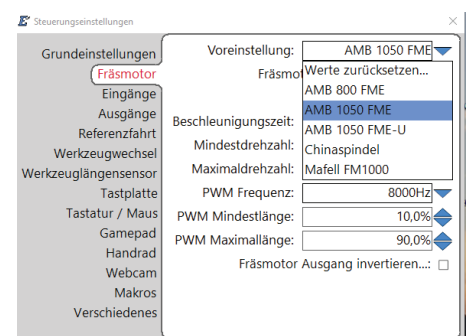 Steuerungseinstellungen
Grundeinstellungen
Fräsmotor
Eingänge
Ausgänge
Referenzfahrt
Werkzeugwechsel
Werkzeuglängensensor
Tastplatte
Tastatur / Maus
Gamepad
Handrad
Webcam
Makros
Verschiedenes
Voreinstellung: AMB 1050 FME
Fräsmo
Werte zurücksetzen...
AMB 800 FME
AMB 1050 FME
AMB 1050 FME-U
Chinaspindel
Mafell FM1000
Beschleunigungszeit:
Mindestdrehzahl:
Maximaldrehzahl:
PWM Frequenz: 8000Hz
PWM Mindestlänge: 10,0%
PWM Maximallänge: 90,0%
Fräsmotor Ausgang invertieren...: